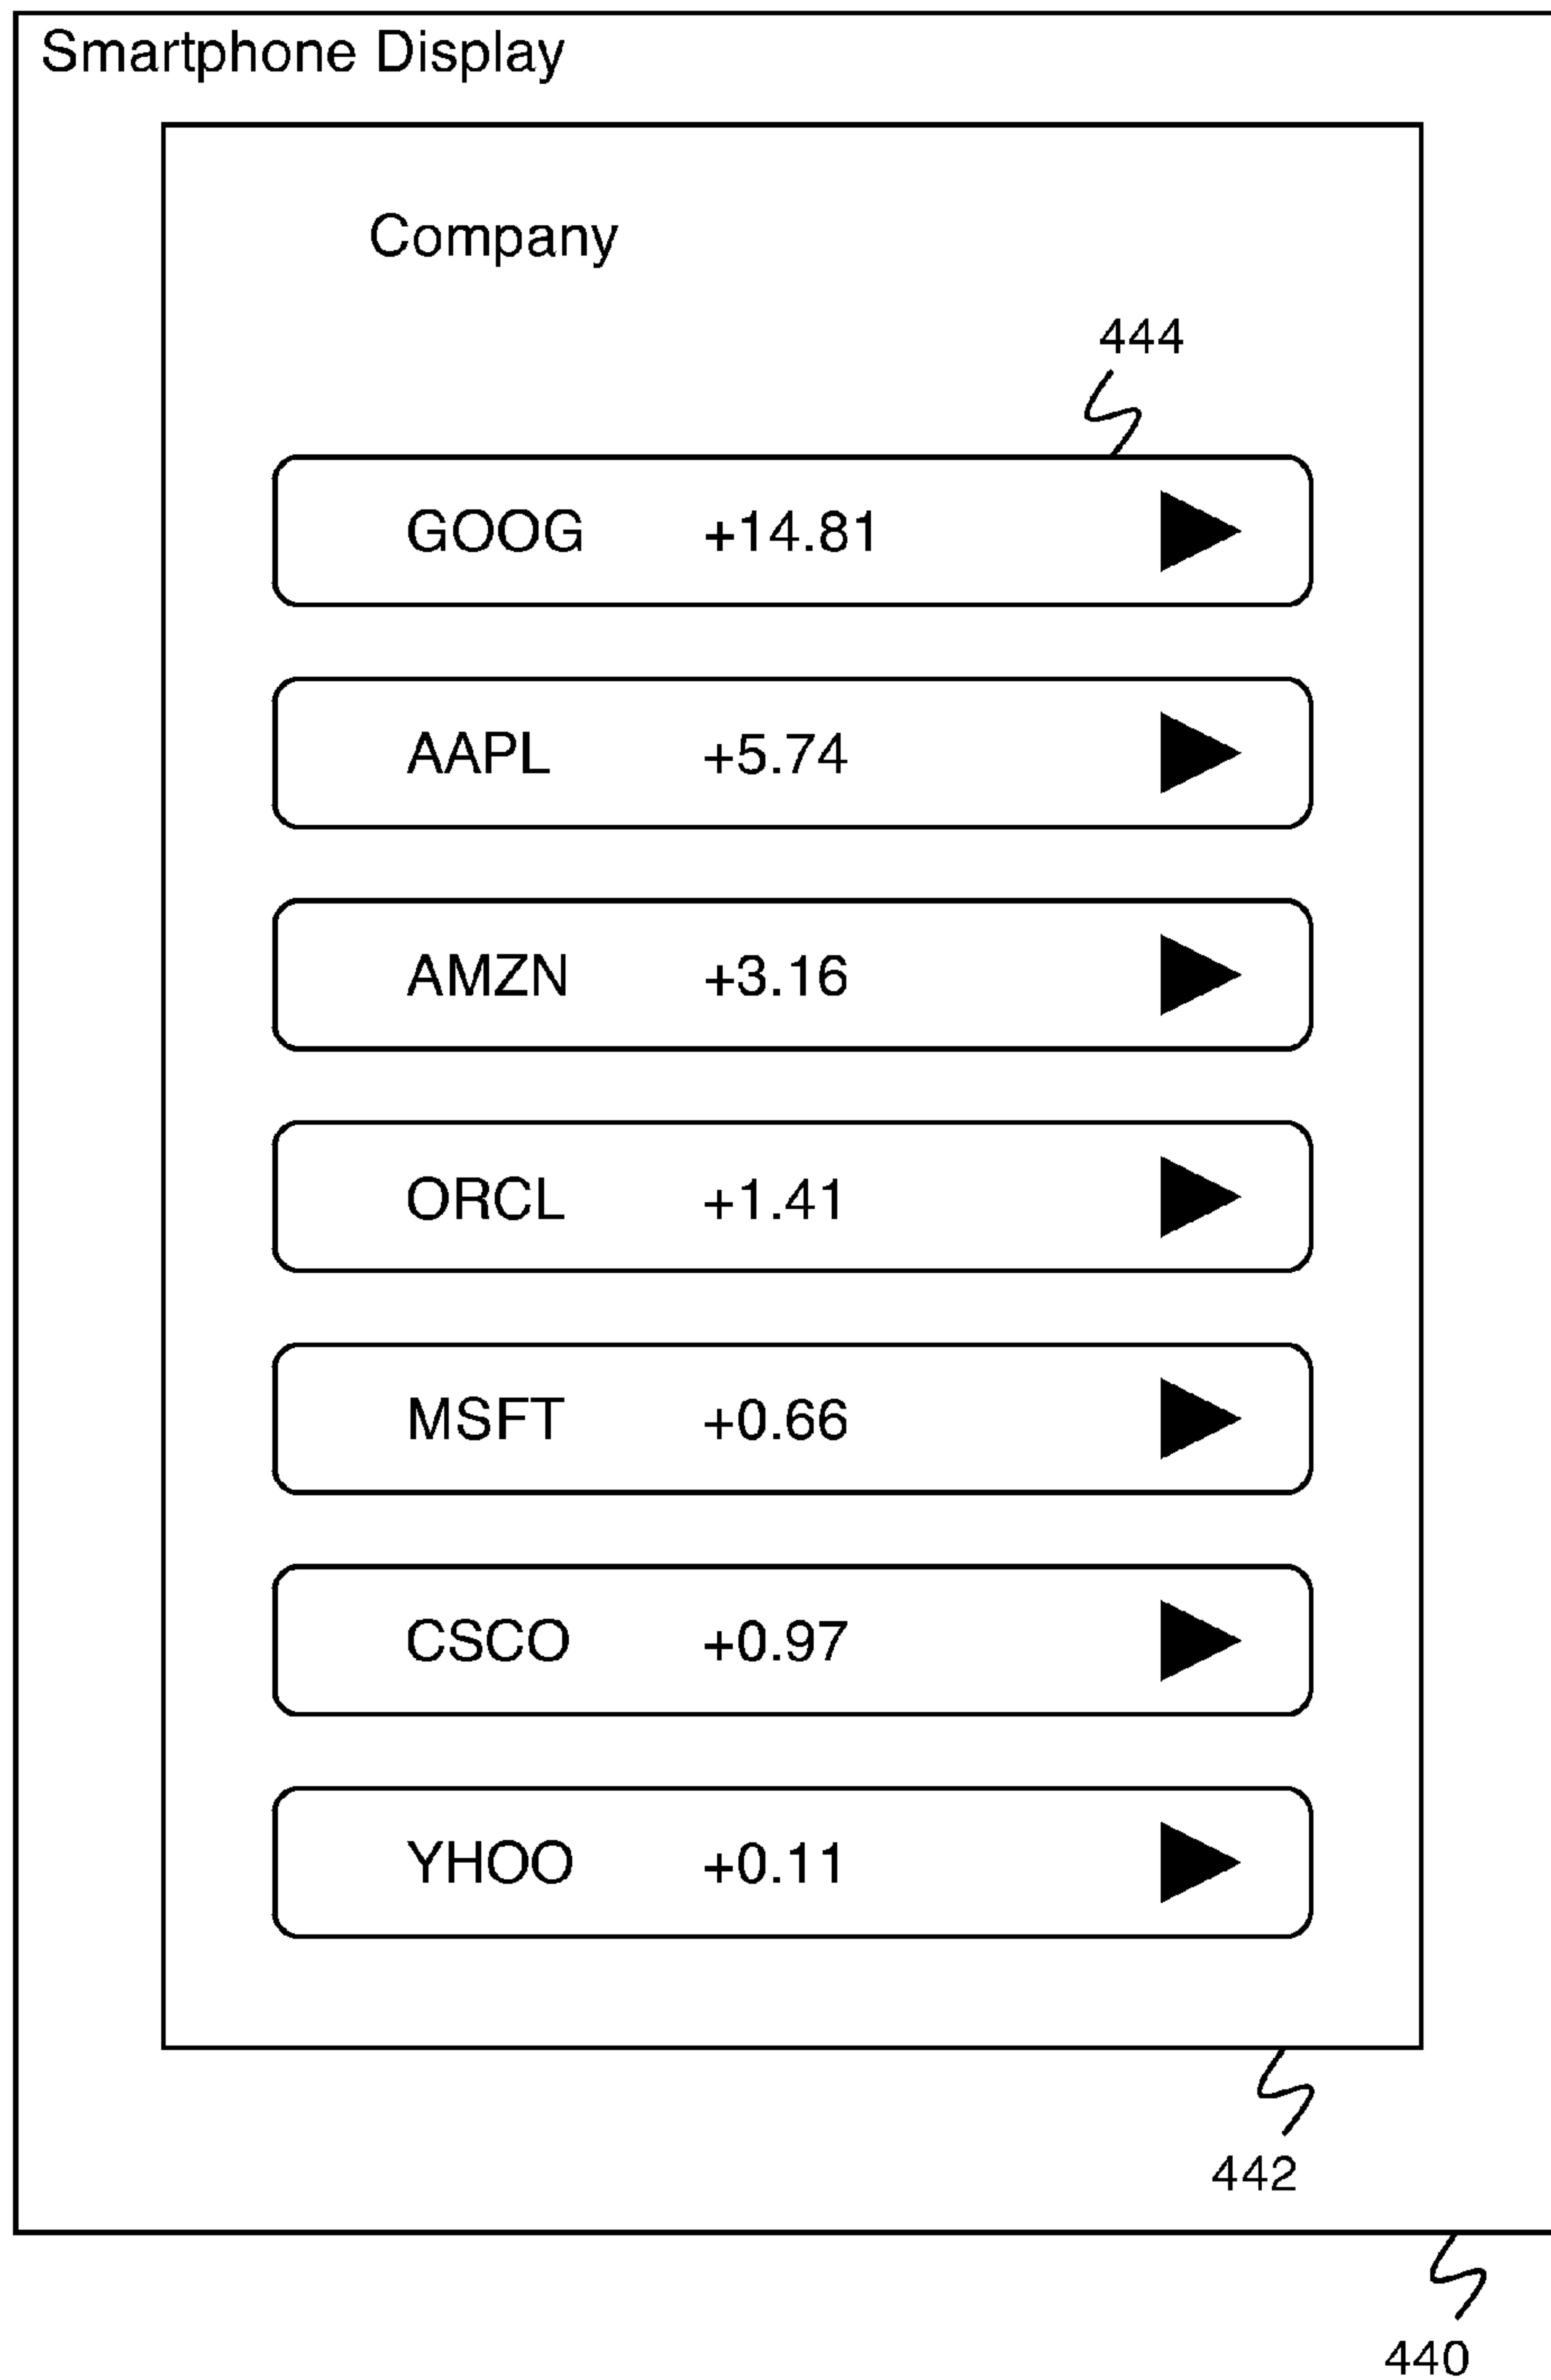 Smartphone Display
Company
444
GOOG +14.81
AAPL +5.74
AMZN +3.16
ORCL +1.41
MSFT +0.66
CSCO +0.97
YHOO +0.11
442
440